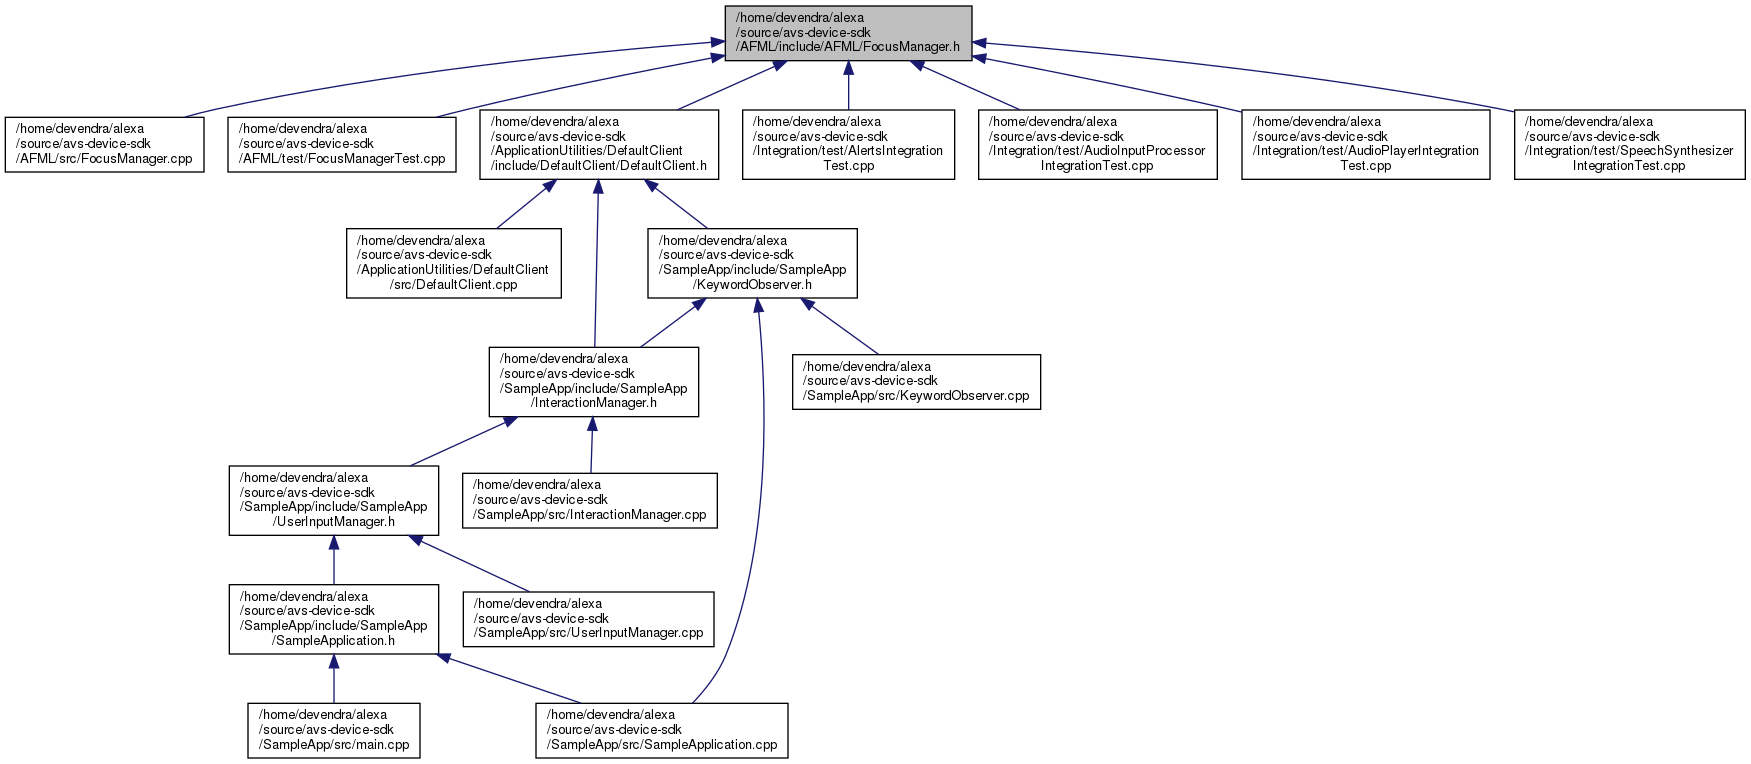 /home/devendra/alexa
/source/avs-device-sdk
/AFML/include/AFML/FocusManager.h
/home/devendra/alexa
/source/avs-device-sdk
/AFML/src/FocusManager.cpp
/home/devendra/alexa
/source/avs-device-sdk
/AFML/test/FocusManagerTest.cpp
/home/devendra/alexa
/source/avs-device-sdk
/ApplicationUtilities/DefaultClient
/include/DefaultClient/DefaultClient.h
/home/devendra/alexa
/source/avs-device-sdk
/Integration/test/AlertsIntegration
Test.cpp
/home/devendra/alexa
/source/avs-device-sdk
/Integration/test/AudioInputProcessor
IntegrationTest.cpp
/home/devendra/alexa
/source/avs-device-sdk
/Integration/test/AudioPlayerIntegration
Test.cpp
/home/devendra/alexa
/source/avs-device-sdk
/Integration/test/SpeechSynthesizer
IntegrationTest.cpp
/home/devendra/alexa
/source/avs-device-sdk
/ApplicationUtilities/DefaultClient
/src/DefaultClient.cpp
/home/devendra/alexa
/source/avs-device-sdk
/SampleApp/include/SampleApp
/KeywordObserver.h
/home/devendra/alexa
/source/avs-device-sdk
/SampleApp/include/SampleApp
/InteractionManager.h
/home/devendra/alexa
/source/avs-device-sdk
/SampleApp/src/KeywordObserver.cpp
/home/devendra/alexa
/source/avs-device-sdk
/SampleApp/include/SampleApp
/UserInputManager.h
/home/devendra/alexa
/source/avs-device-sdk
/SampleApp/src/InteractionManager.cpp
/home/devendra/alexa
/source/avs-device-sdk
/SampleApp/include/SampleApp
/SampleApplication.h
/home/devendra/alexa
/source/avs-device-sdk
/SampleApp/src/UserInputManager.cpp
/home/devendra/alexa
/source/avs-device-sdk
/SampleApp/src/main.cpp
/home/devendra/alexa
/source/avs-device-sdk
/SampleApp/src/SampleApplication.cpp